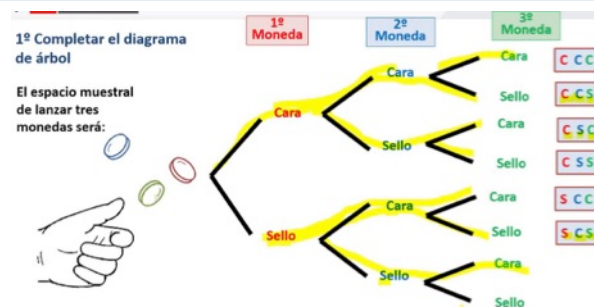 1º Completar el diagrama
de árbol
El espacio muestral
de lanzar tres
monedas será:
1º
Moneda
2º
Moneda
3º
Moneda
Cara
Sello
Cara
Sello
Cara
Sello
Cara
Sello
Cara
Sello
Cara
Sello
Cara
Sello
C C C
C C S
C S C
C S S
S C C
S C S